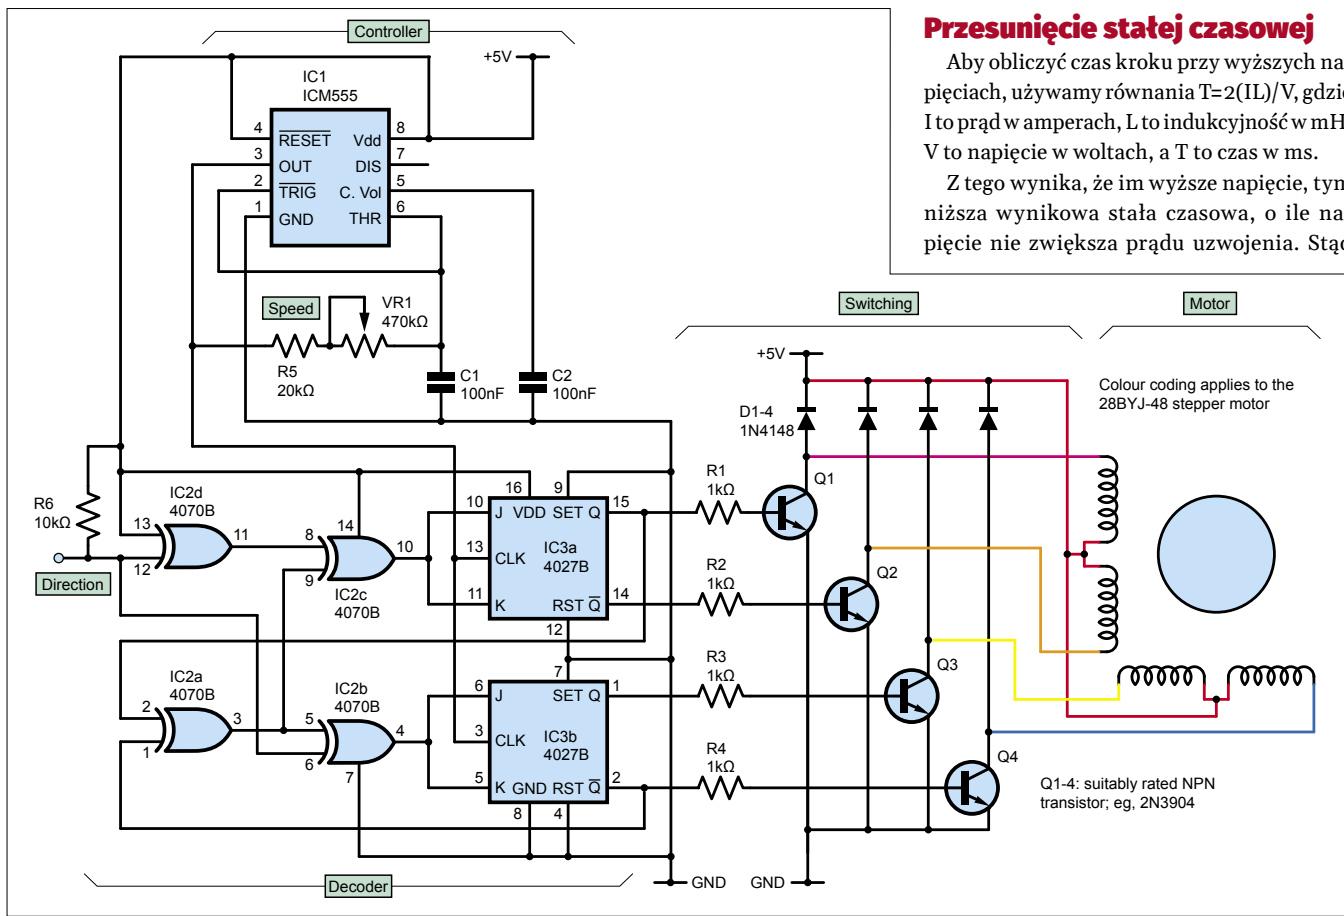 Przesunięcie stałej czasowej
Aby obliczyć czas kroku przy wyższych na-
pięciach, używamy równania T=2(IL)/V, gdzie
I to prąd w amperach, L to indukcyjność w mH
V to napięcie w woltach, a T to czas w ms.
Z tego wynika, że im wyższe napięcie, tym
niższa wynikowa stała czasowa, o ile na-
pięcie nie zwiększa prądu uzwojenia. Stąd
Controller
+5V
IC1
ICM555
4 RESET Vdd 8
3 OUT DIS 7
2 TRIG C. Vol 5
1 GND THR 6
Speed
VR1
470kΩ
R5
20kΩ
C1
100nF
C2
100nF
Switching
Motor
+5V
Colour coding applies to the
28BYJ-48 stepper motor
D1-4
1N4148
R6
10kΩ
IC2d
4070B
13
12
11
Direction
8
9
14
10
IC2c
4070B
16 9
10 J VDD SET Q 15
13 CLK
IC3a
4027B
11 K RST Q 14
12
R1
1kΩ
Q1
R2
1kΩ
Q2
IC2a
4070B
2
1
3
IC2b
4070B
5
6
7
4
7
6 J SET Q 1
3 CLK
IC3b
4027B
5 K GND RST Q 2
8 4
R3
1kΩ
Q3
R4
1kΩ
Q4
Q1-4: suitably rated NPN
transistor; eg, 2N3904
Decoder
GND
GND